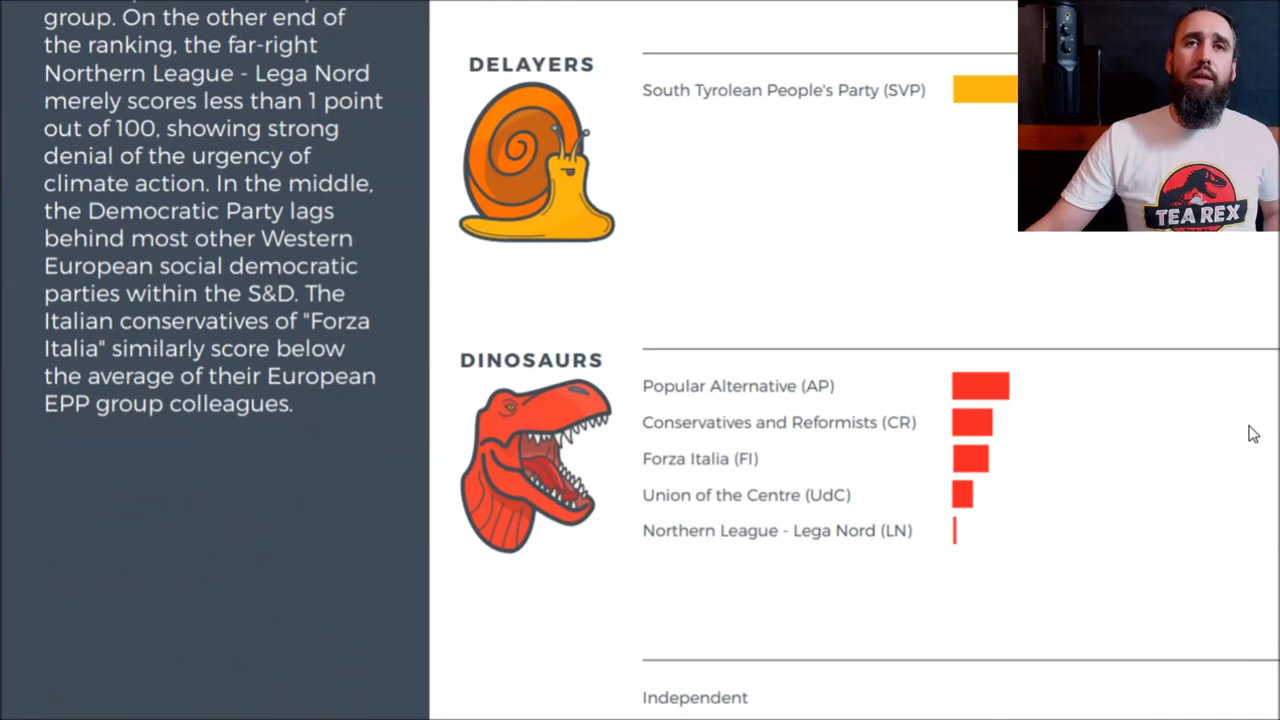 group. On the other end of
the ranking, the far-right
Northern League - Lega Nord
merely scores less than 1 point
out of 100, showing strong
denial of the urgency of
climate action. In the middle,
the Democratic Party lags
behind most other Western
European social democratic
parties within the S&D. The
Italian conservatives of "Forza
Italia" similarly score below
the average of their European
EPP group colleagues.
DELAYERS
South Tyrolean People's Party (SVP)
DINOSAURS
Popular Alternative (AP)
Conservatives and Reformists (CR)
Forza Italia (FI)
Union of the Centre (UdC)
Northern League - Lega Nord (LN)
Independent
TEA REX